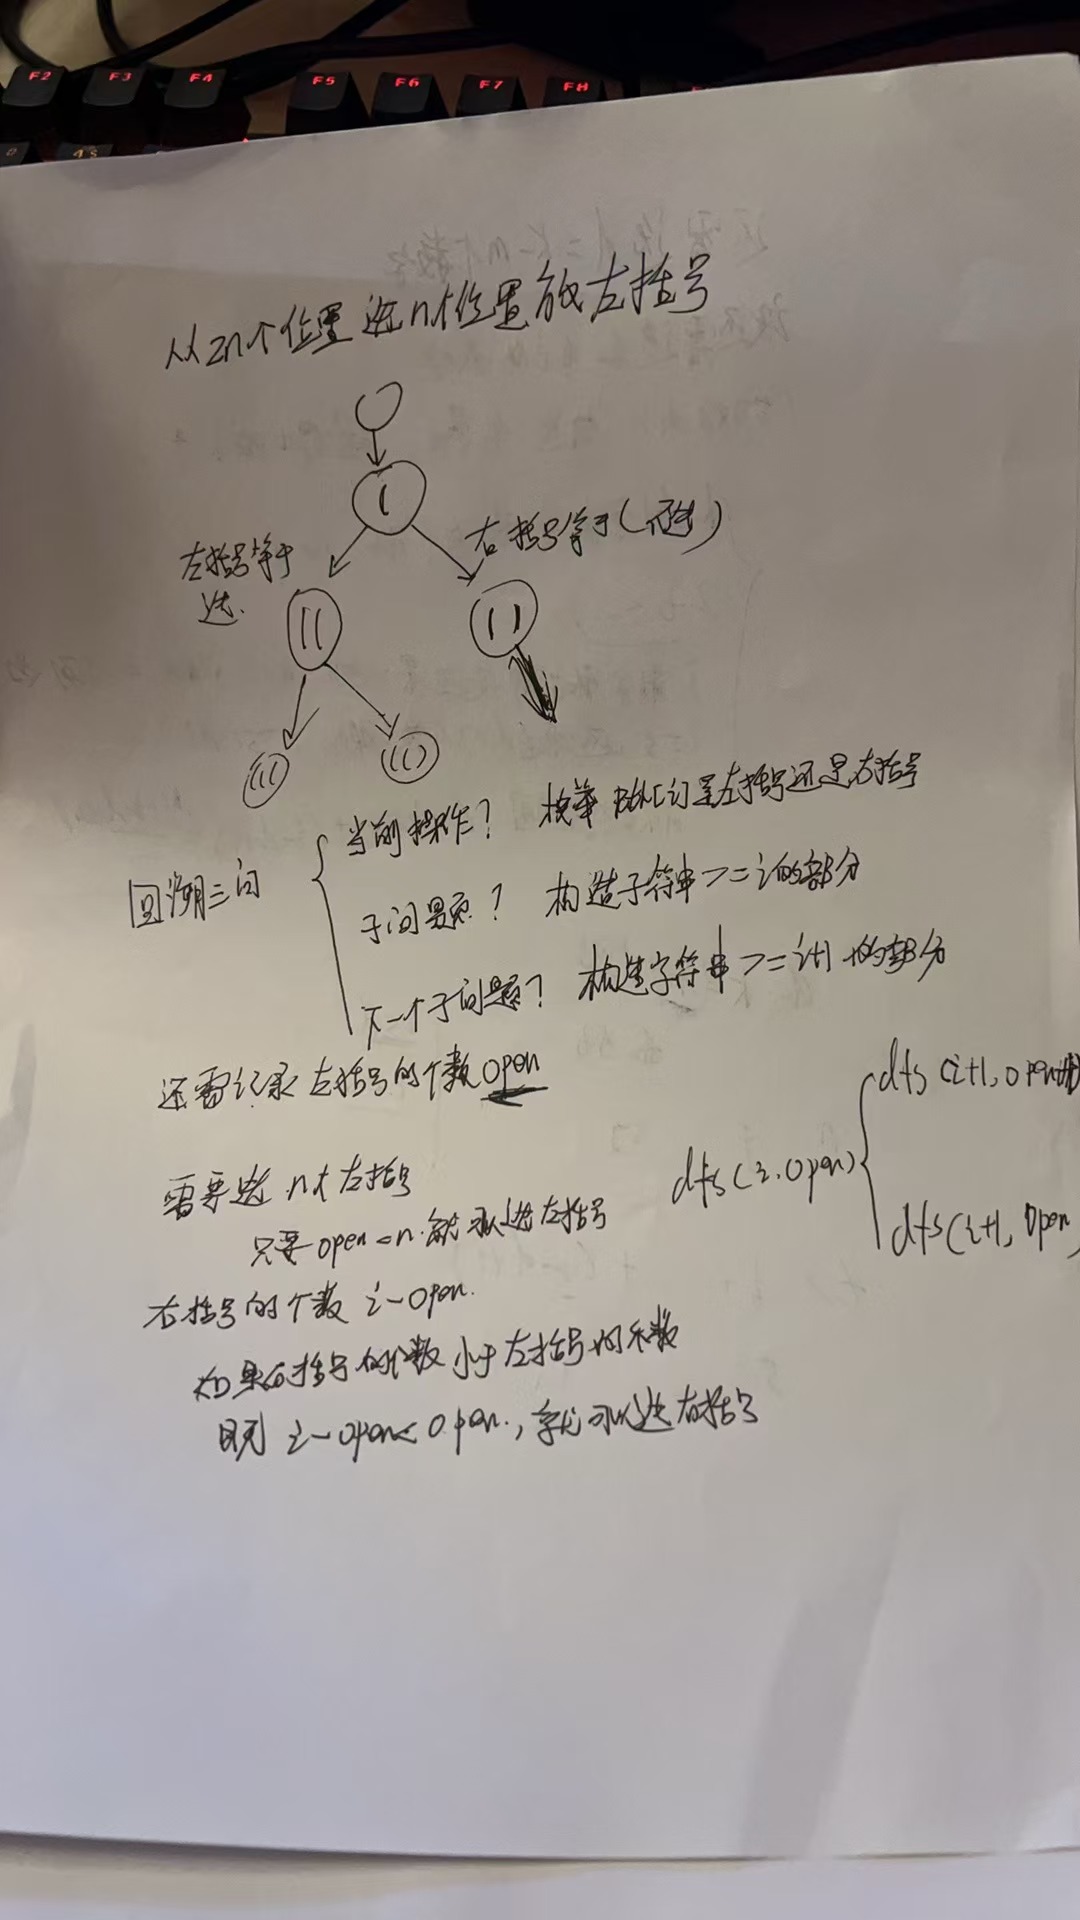 F2 F3 F4 F5 F6 F7 F8
从2n个位置选n个位置放左括号
(
左括号等于
选.
右括号等于(不选)
((
( )
(((
(()
回溯三问
当前操作? 枚举 path[i]是左括号还是右括号
子问题? 构造字符串>=i的部分
下一个子问题? 构造字符串>=i+1的部分
还需记录 左括号的个数open
dfs(i,open)
dfs(i+1,open+1)
dfs(i+1,open)
需要选 n个左括号
只要open<n.就可以选左括号
右括号的个数 i-open.
如果右括号的个数小于左括号的个数
既 i-open<open.,就可以选右括号